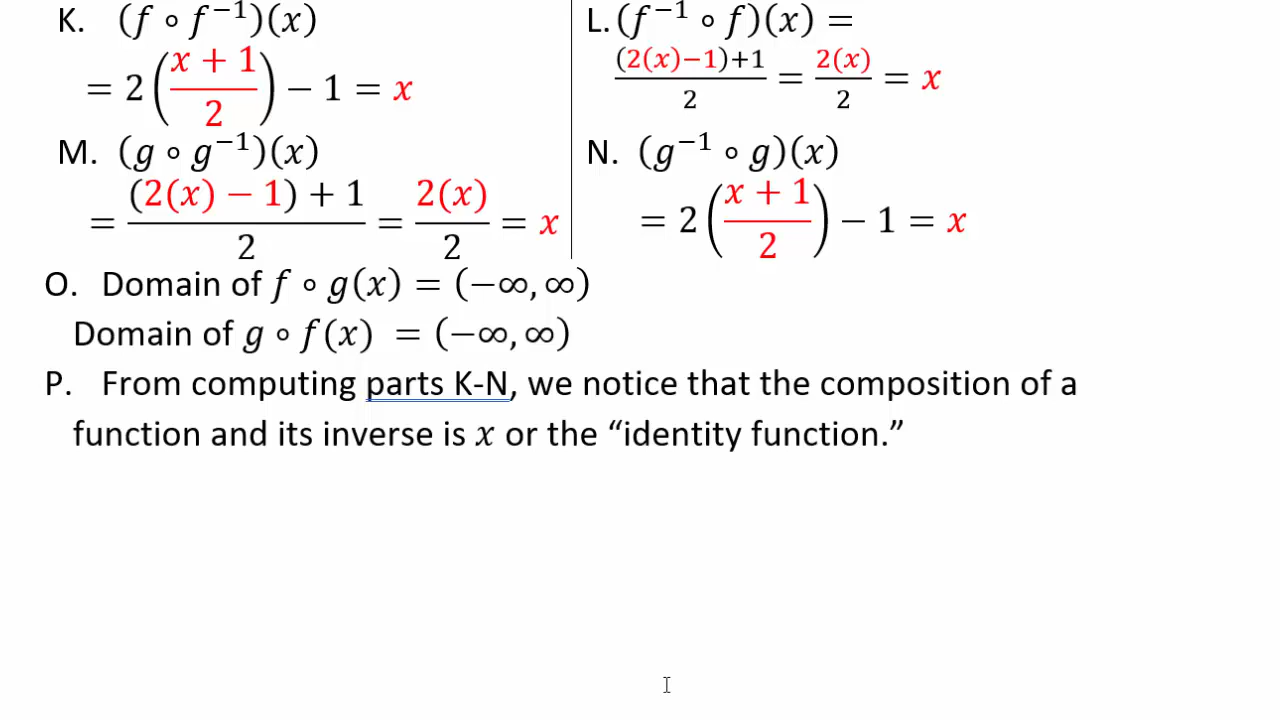 K. (f ∘ f⁻¹)(x)
= 2((x + 1)/2) − 1 = x
L. (f⁻¹ ∘ f)(x) =
((2(x)−1)+1)/2 = 2(x)/2 = x
M. (g ∘ g⁻¹)(x)
= ((2(x) − 1) + 1)/2 = 2(x)/2 = x
N. (g⁻¹ ∘ g)(x)
= 2((x + 1)/2) − 1 = x
O. Domain of f ∘ g(x) = (−∞, ∞)
Domain of g ∘ f(x) = (−∞, ∞)
P. From computing parts K-N, we notice that the composition of a
function and its inverse is x or the “identity function.”